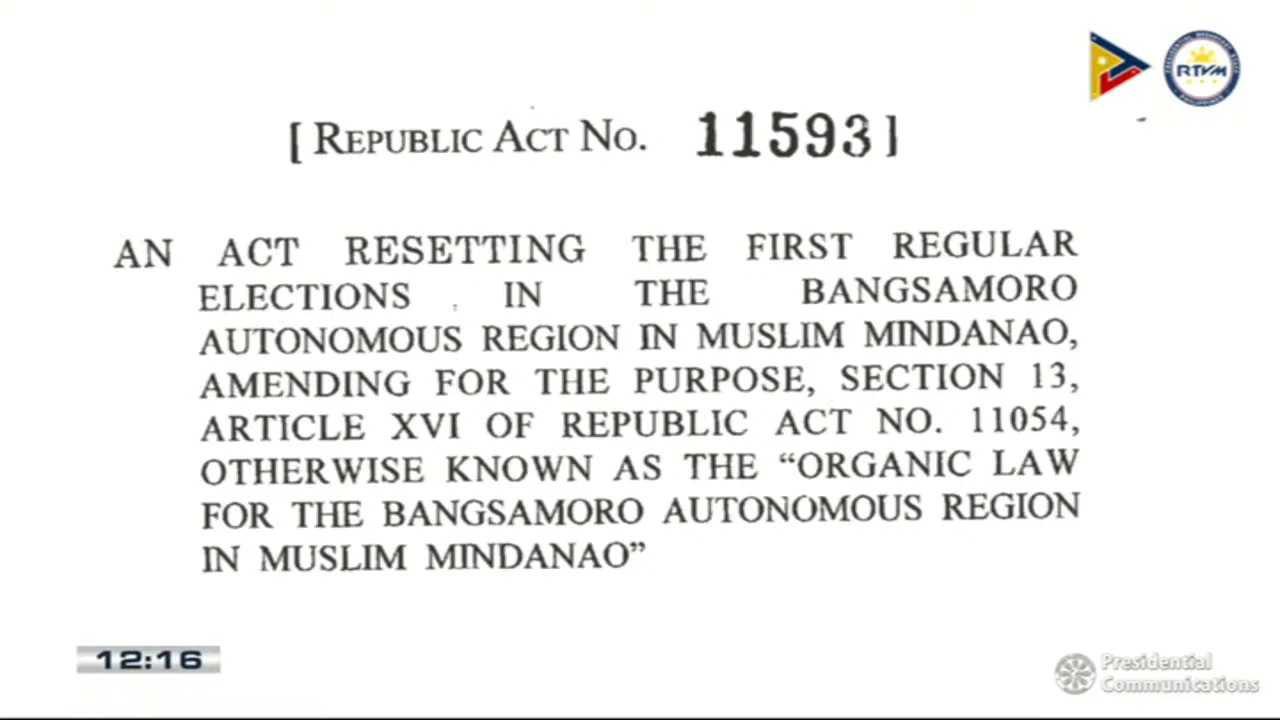 RTVM
[ REPUBLIC ACT NO. 11593 ]
AN ACT RESETTING THE FIRST REGULAR
ELECTIONS IN THE BANGSAMORO
AUTONOMOUS REGION IN MUSLIM MINDANAO,
AMENDING FOR THE PURPOSE, SECTION 13,
ARTICLE XVI OF REPUBLIC ACT NO. 11054,
OTHERWISE KNOWN AS THE “ORGANIC LAW
FOR THE BANGSAMORO AUTONOMOUS REGION
IN MUSLIM MINDANAO”
12:16
Presidential
Communications